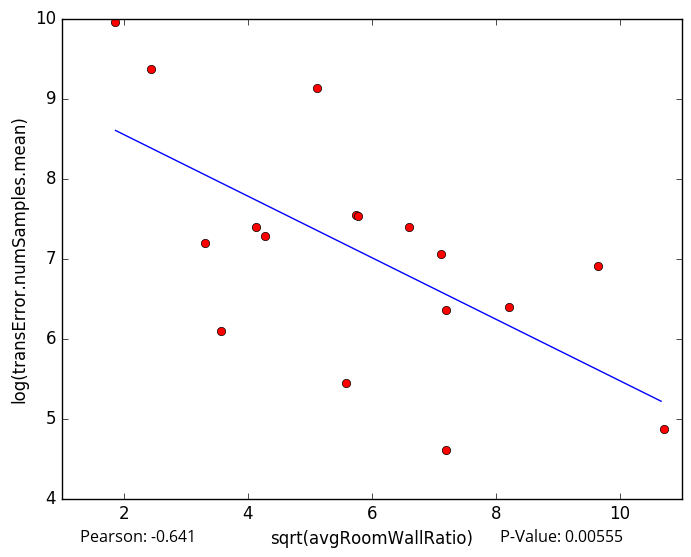 10
9
8
7
6
5
4
log(transError.numSamples.mean)
2 4 6 8 10
Pearson: -0.641 sqrt(avgRoomWallRatio) P-Value: 0.00555